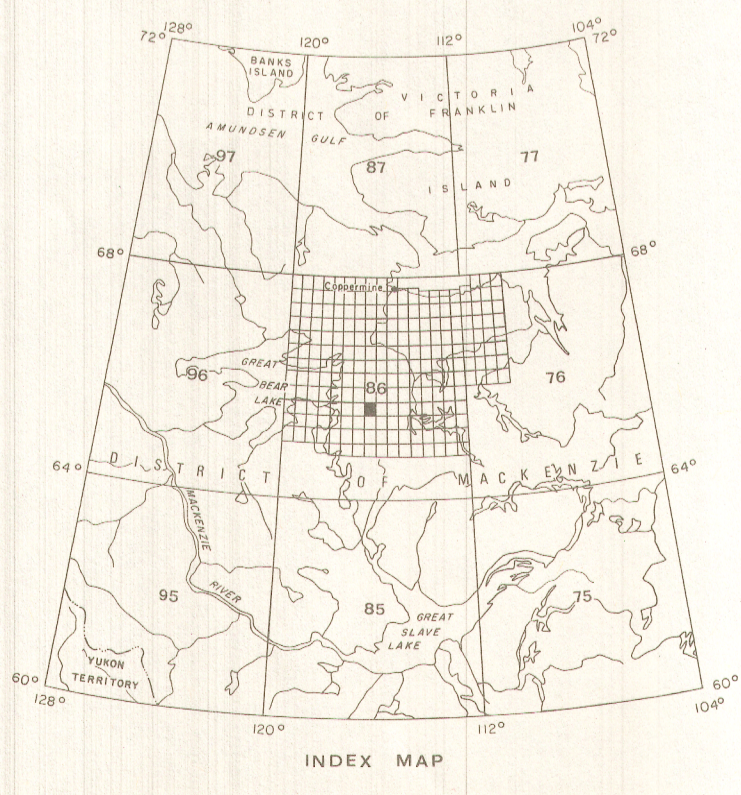 128°
104°
72°
120°
112°
72°
BANKS
ISLAND
VICTORIA
DISTRICT OF FRANKLIN
AMUNDSEN GULF
97
87
77
ISLAND
68°
68°
Coppermine
GREAT
96
86
76
BEAR
LAKE
DISTRICT OF MACKENZIE
64°
64°
MACKENZIE
RIVER
95
85
75
GREAT
SLAVE
LAKE
YUKON
TERRITORY
60°
60°
128°
104°
120°
112°
INDEX MAP